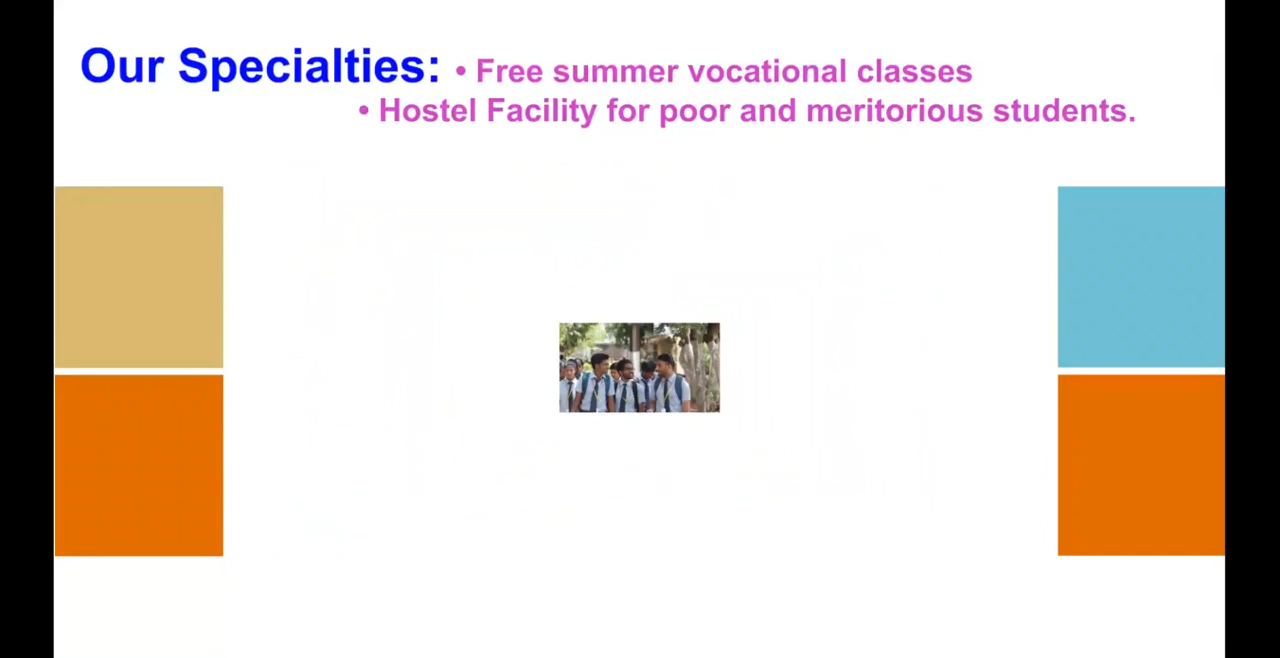 Our Specialties: • Free summer vocational classes
• Hostel Facility for poor and meritorious students.